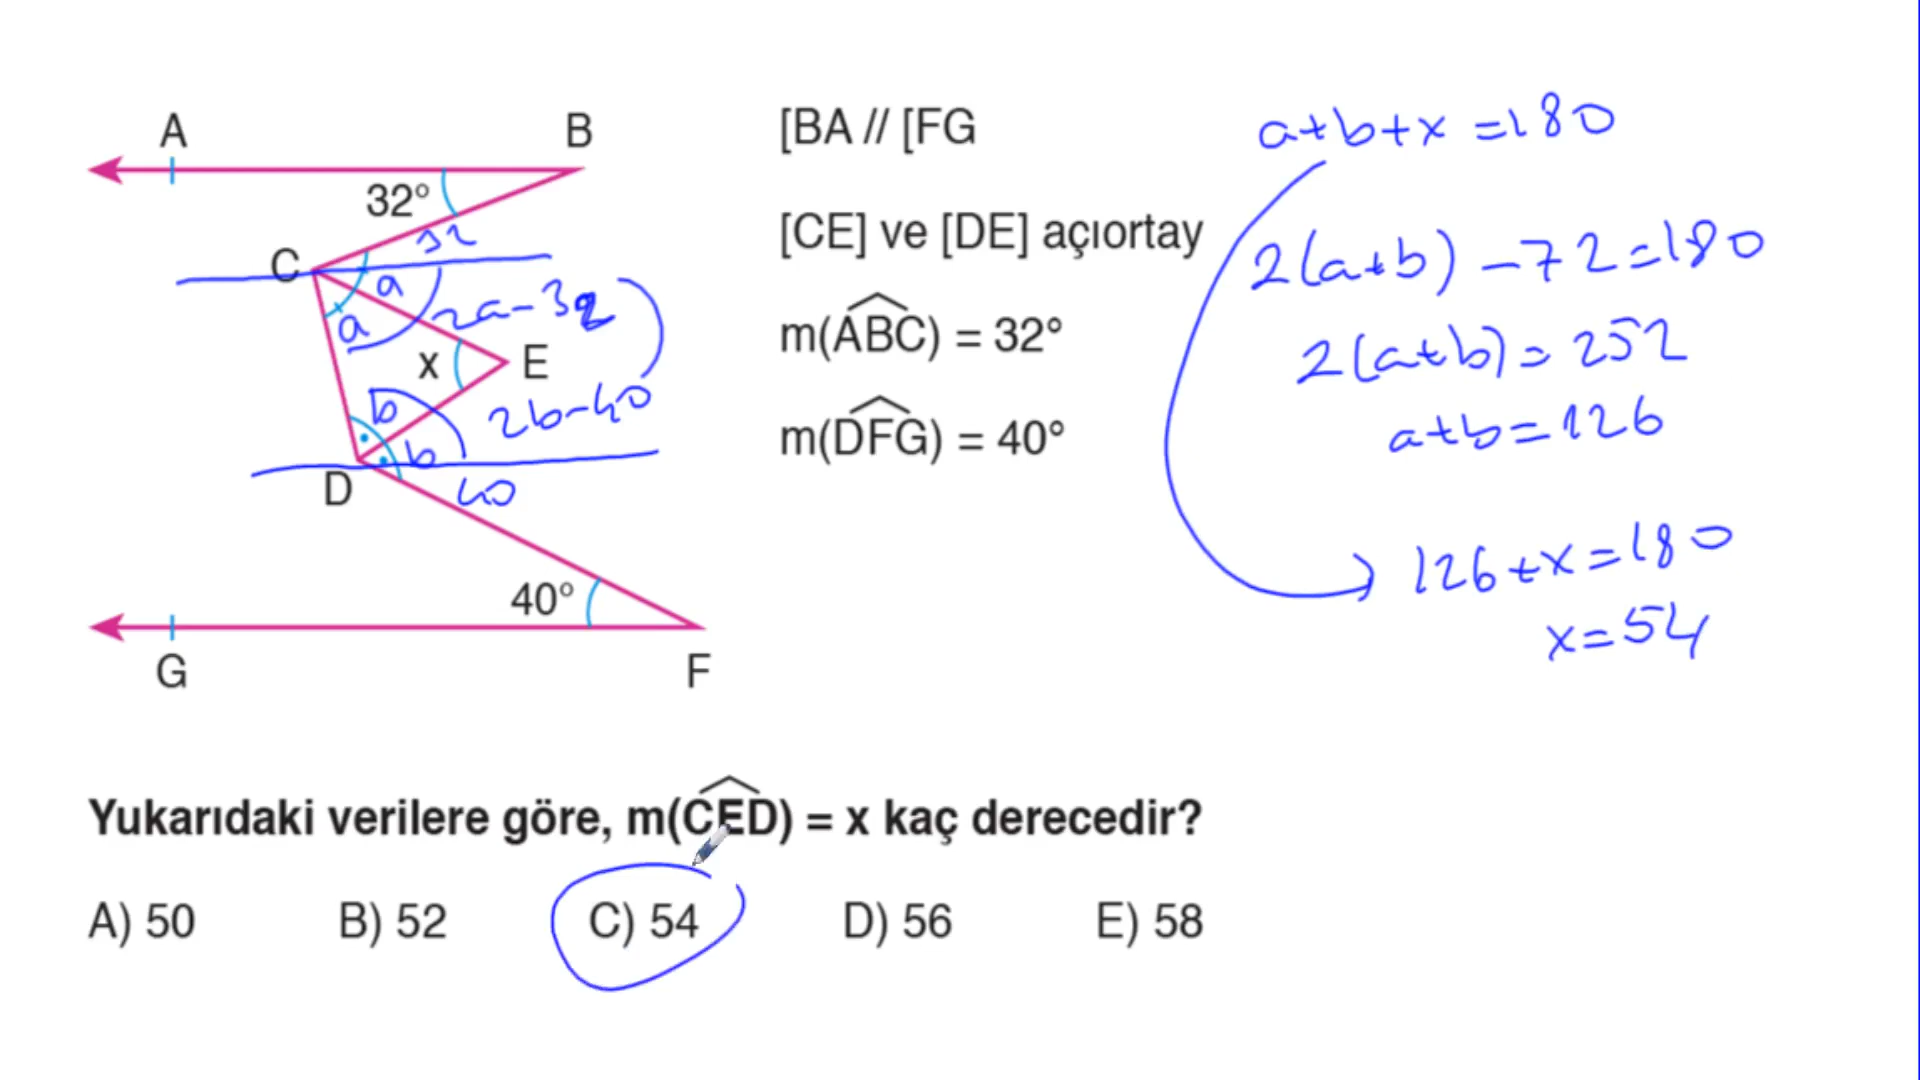 A
B
32°
32
C
a
2a-32
a
x
E
b
2b-40
b
D
40
40°
G
F
[BA // [FG
[CE] ve [DE] açıortay
m(ABC) = 32°
m(DFG) = 40°
a+b+x=180
2(a+b)-72=180
2(a+b)=252
a+b=126
126+x=180
x=54
Yukarıdaki verilere göre, m(CED) = x kaç derecedir?
A) 50 B) 52 C) 54 D) 56 E) 58